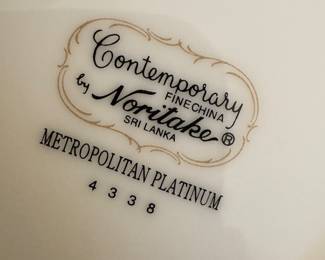 Contemporary
FINE CHINA
by Noritake®
SRI LANKA
METROPOLITAN PLATINUM
4338